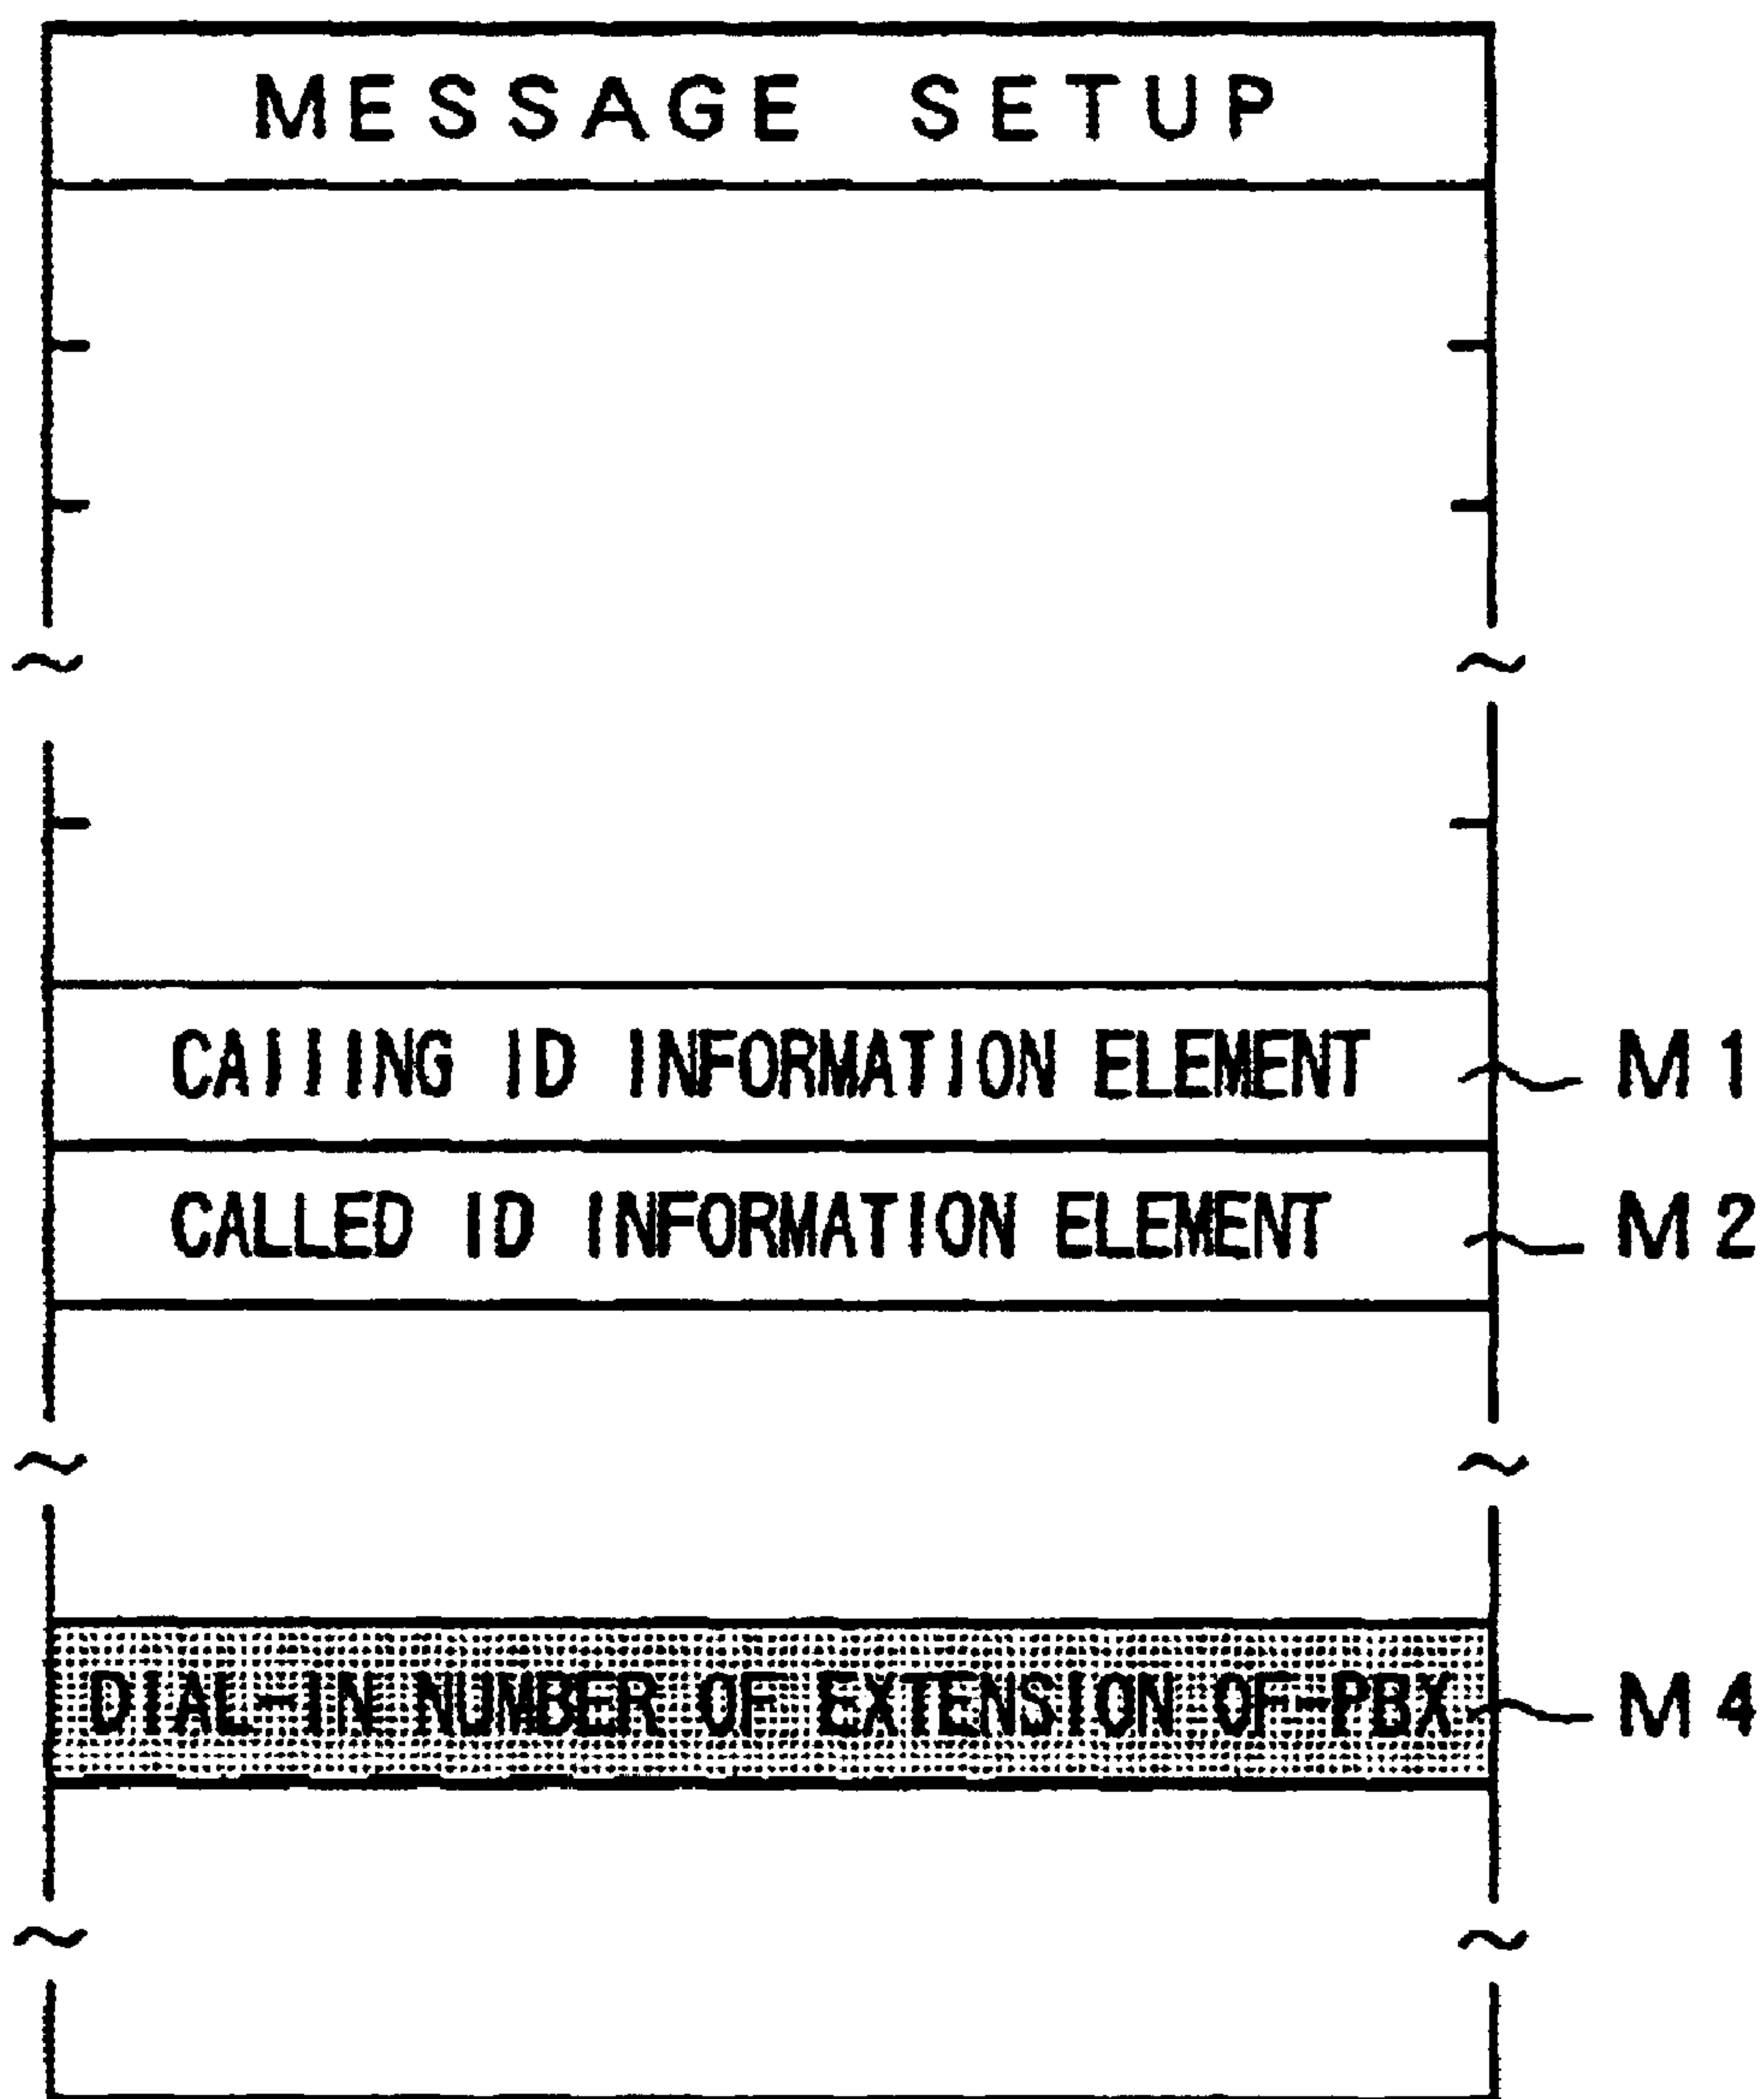 MESSAGE SETUP
CAIIING ID INFORMATION ELEMENT M1
CALLED ID INFORMATION ELEMENT M2
DIAL-IN NUMBER OF EXTENSION OF-PBX M4